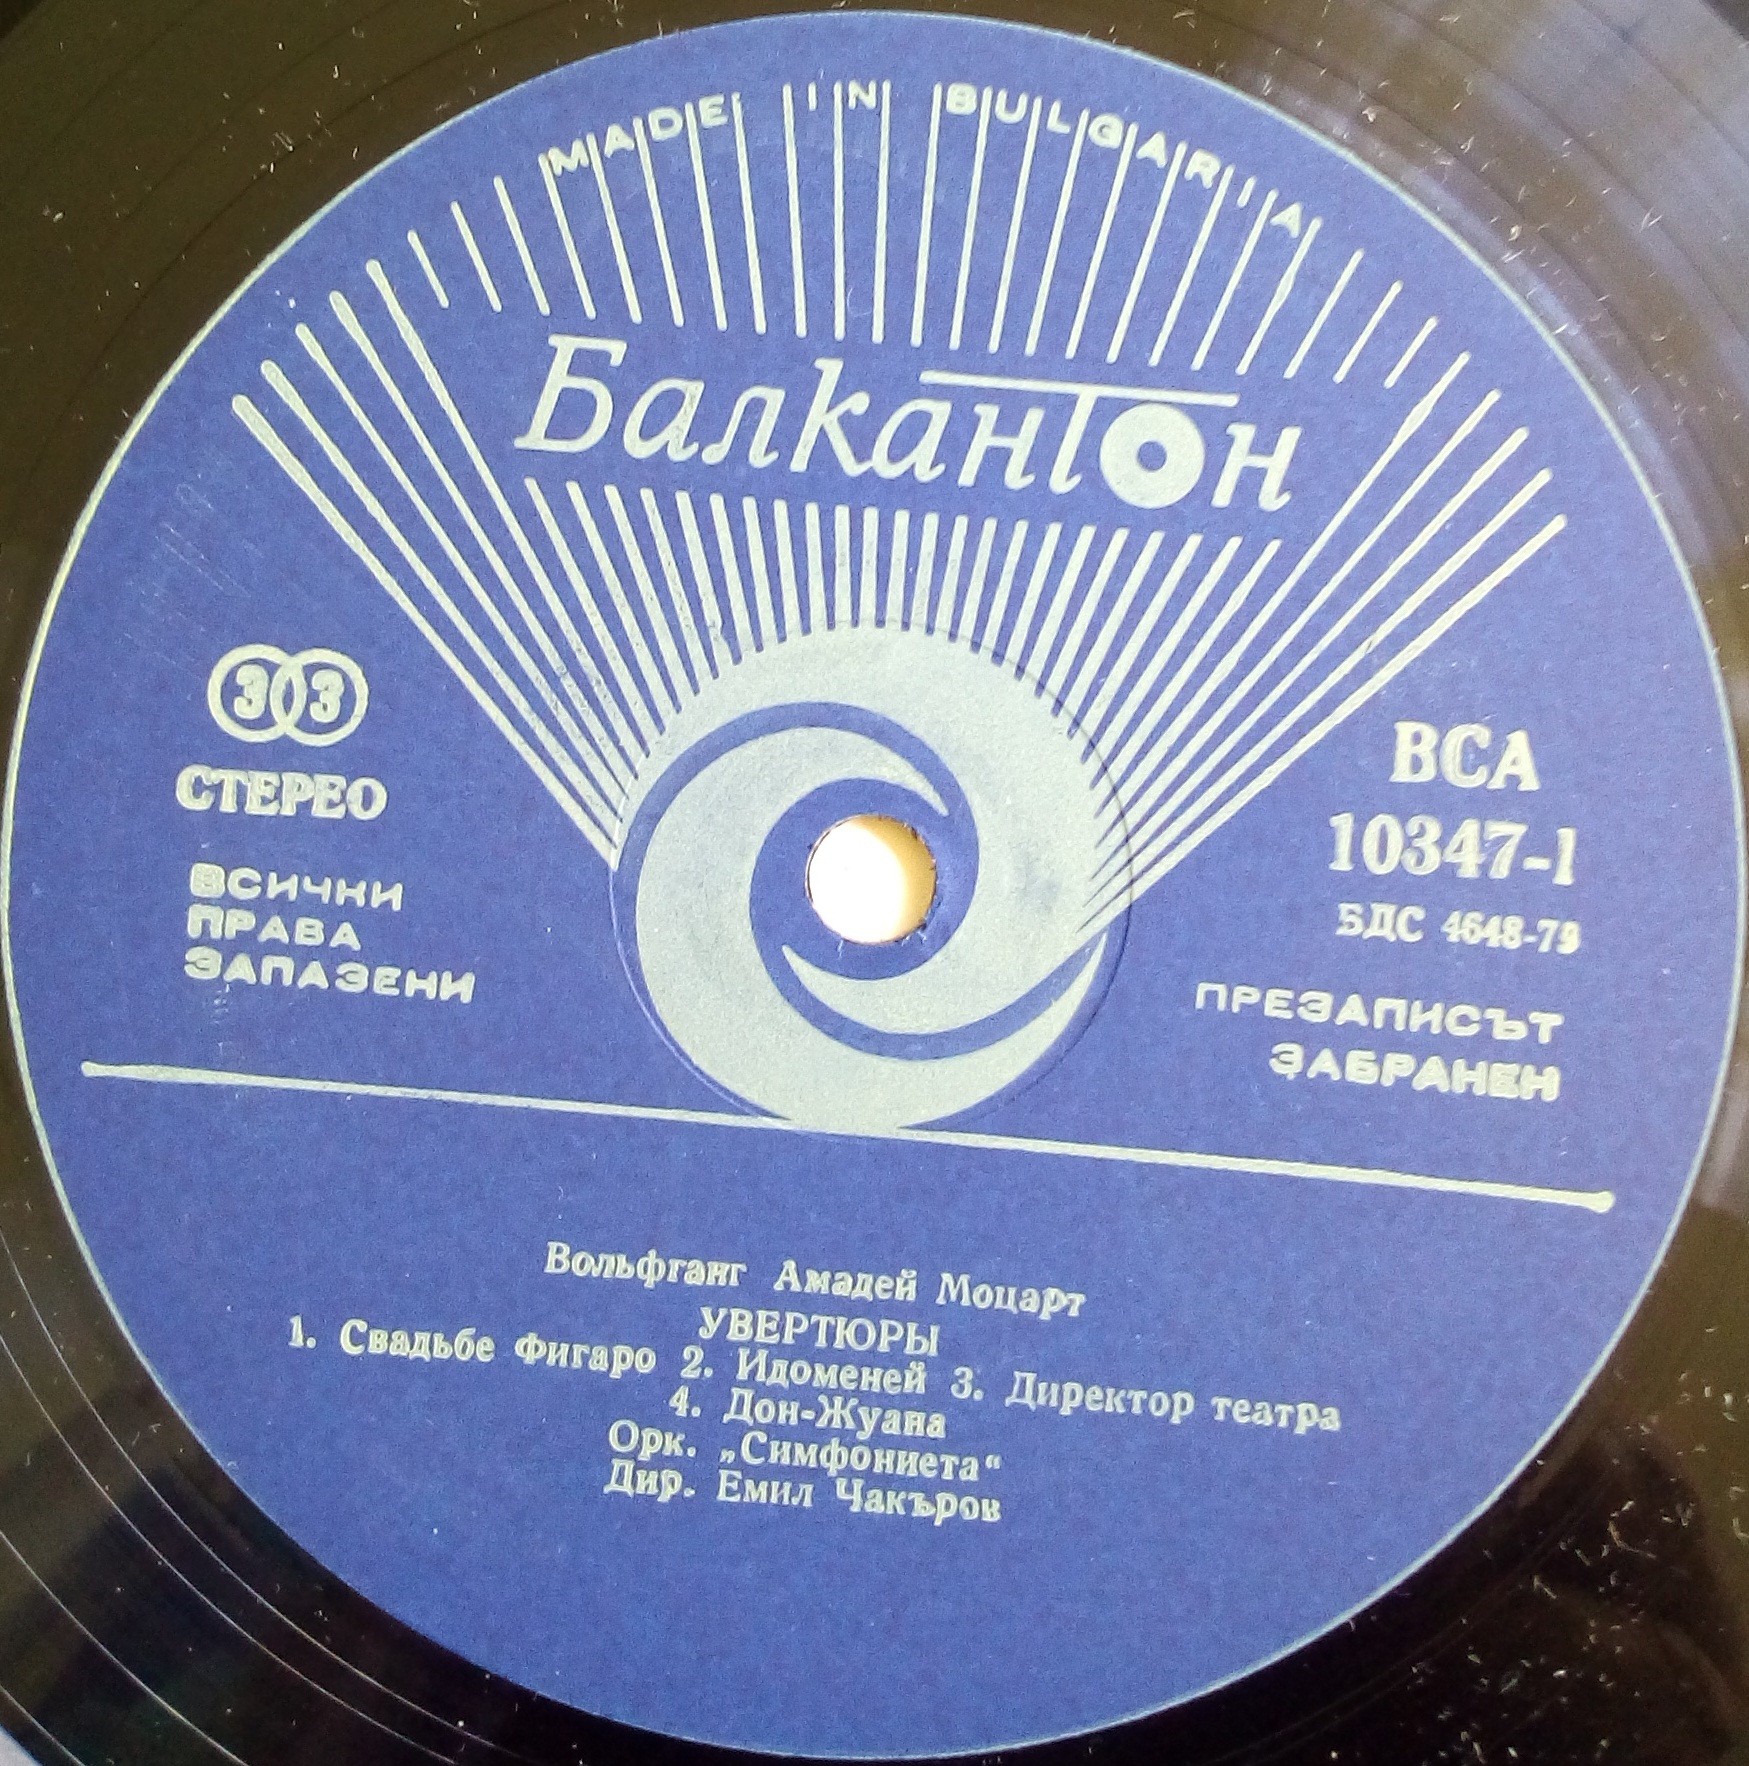 MADE IN BULGARIA
Балкантон
33
СТЕРЕО
ВСИЧКИ
ПРАВА
ЗАПАЗЕНИ
ВСА
10347-1
БДС 4648-79
ПРЕЗАПИСЪТ
ЗАБРАНЕН
Вольфганг Амадей Моцарт
УВЕРТЮРЫ
1. Свадьбе Фигаро 2. Идоменей 3. Директор театра
4. Дон-Жуана
Орк. „Симфониета“
Дир. Емил Чакъров